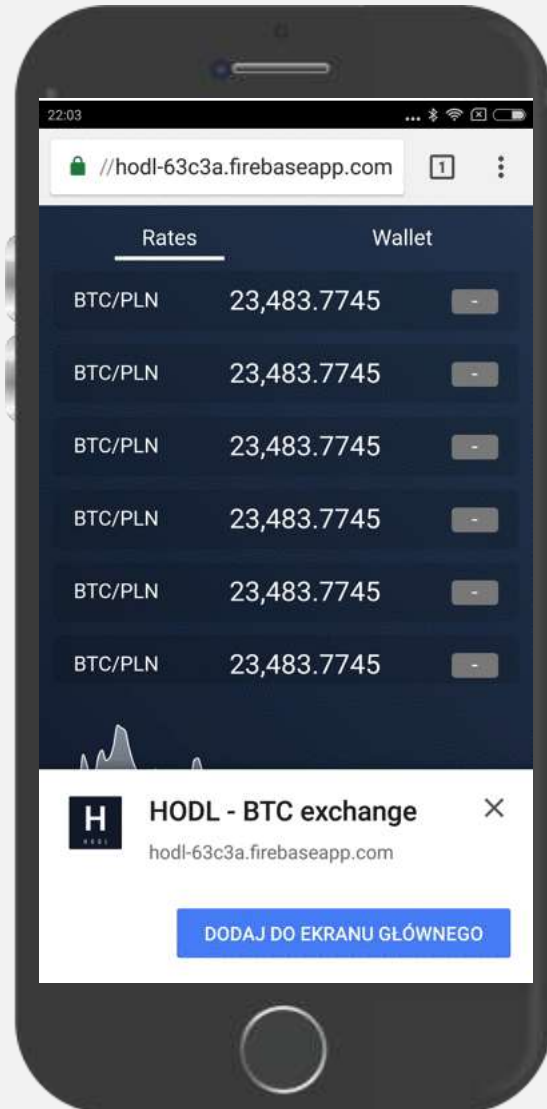 22:03
//hodl-63c3a.firebaseapp.com 1
Rates Wallet
BTC/PLN 23,483.7745 -
BTC/PLN 23,483.7745 -
BTC/PLN 23,483.7745 -
BTC/PLN 23,483.7745 -
BTC/PLN 23,483.7745 -
BTC/PLN 23,483.7745 -
H
HODL
HODL - BTC exchange
hodl-63c3a.firebaseapp.com
DODAJ DO EKRANU GŁÓWNEGO